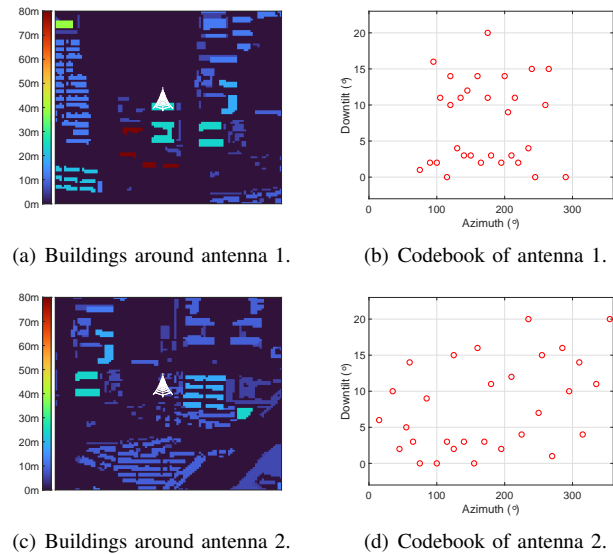 80m
70m
60m
50m
40m
30m
20m
10m
0m
20
15
10
5
0
Downtilt (°)
0 100 200 300
Azimuth (°)
(a) Buildings around antenna 1.
(b) Codebook of antenna 1.
80m
70m
60m
50m
40m
30m
20m
10m
0m
20
15
10
5
0
Downtilt (°)
0 100 200 300
Azimuth (°)
(c) Buildings around antenna 2.
(d) Codebook of antenna 2.